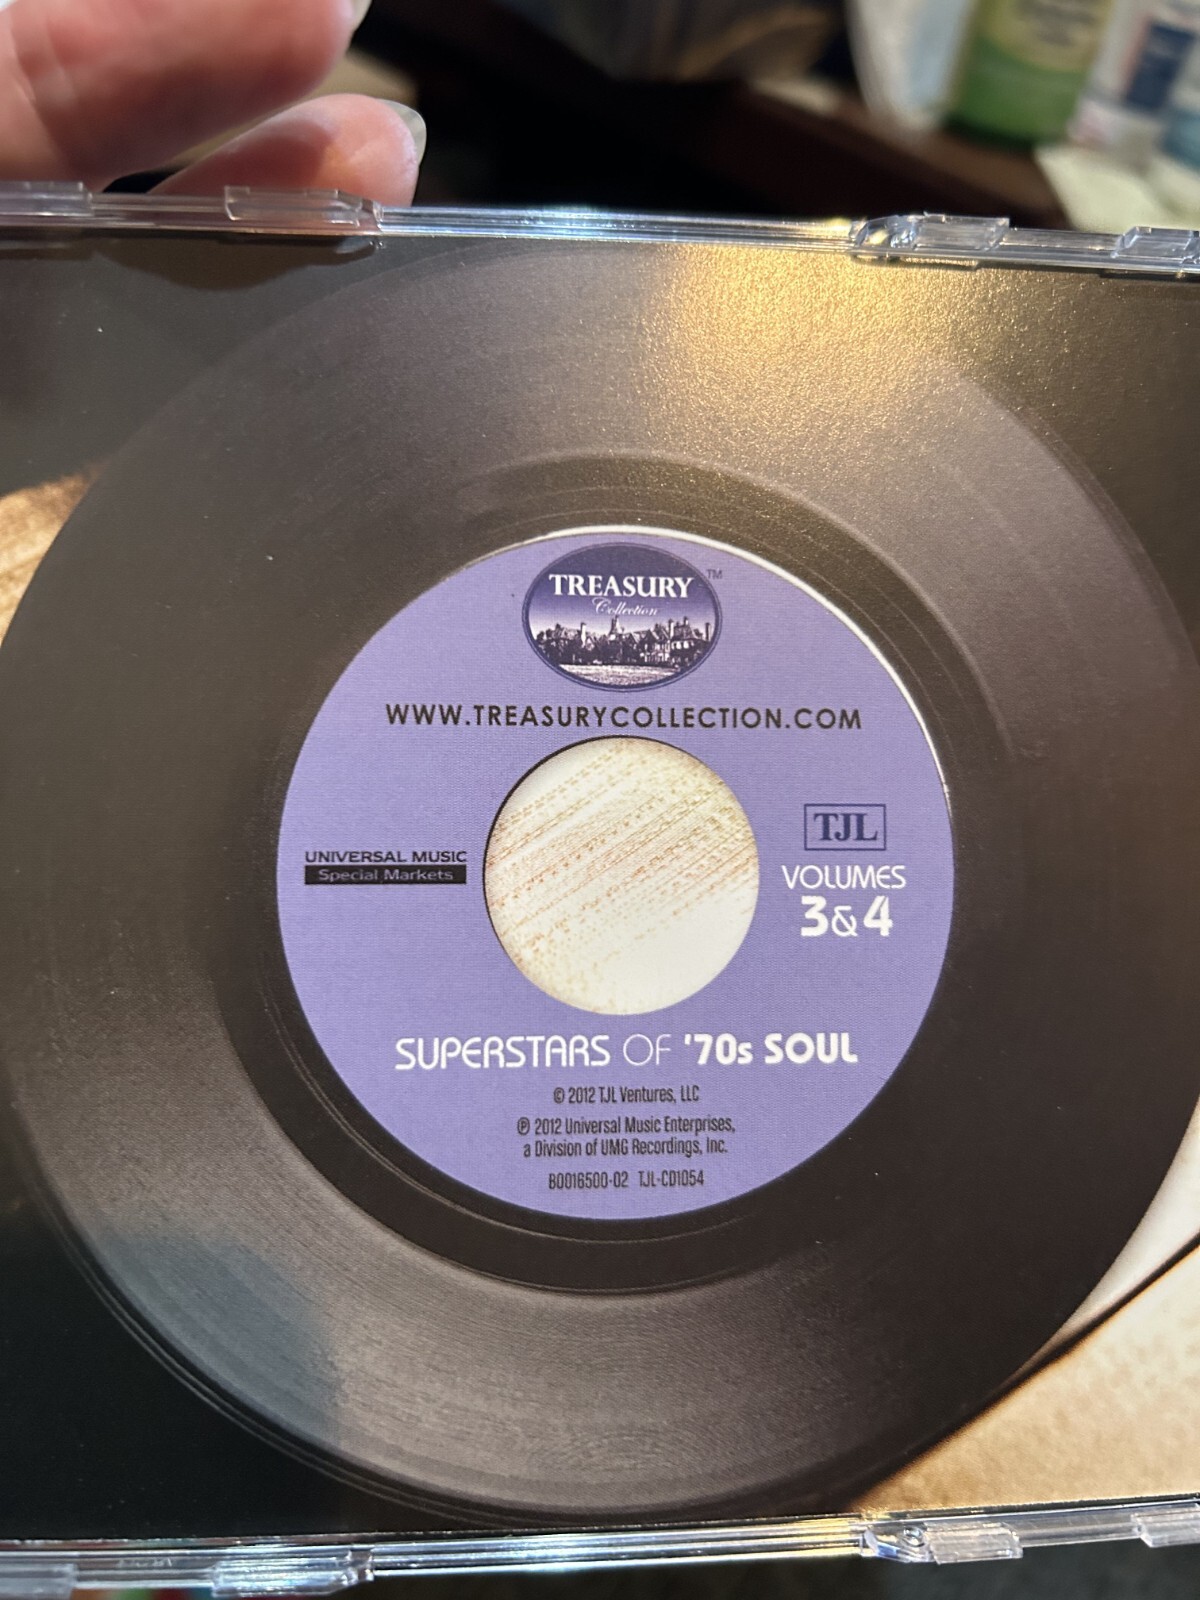 TREASURY
Collection
TM
WWW.TREASURYCOLLECTION.COM
UNIVERSAL MUSIC
Special Markets
TJL
VOLUMES
3&4
SUPERSTARS OF '70s SOUL
© 2012 TJL Ventures, LLC
℗ 2012 Universal Music Enterprises,
a Division of UMG Recordings, Inc.
B0016500-02 TJL-CD1054